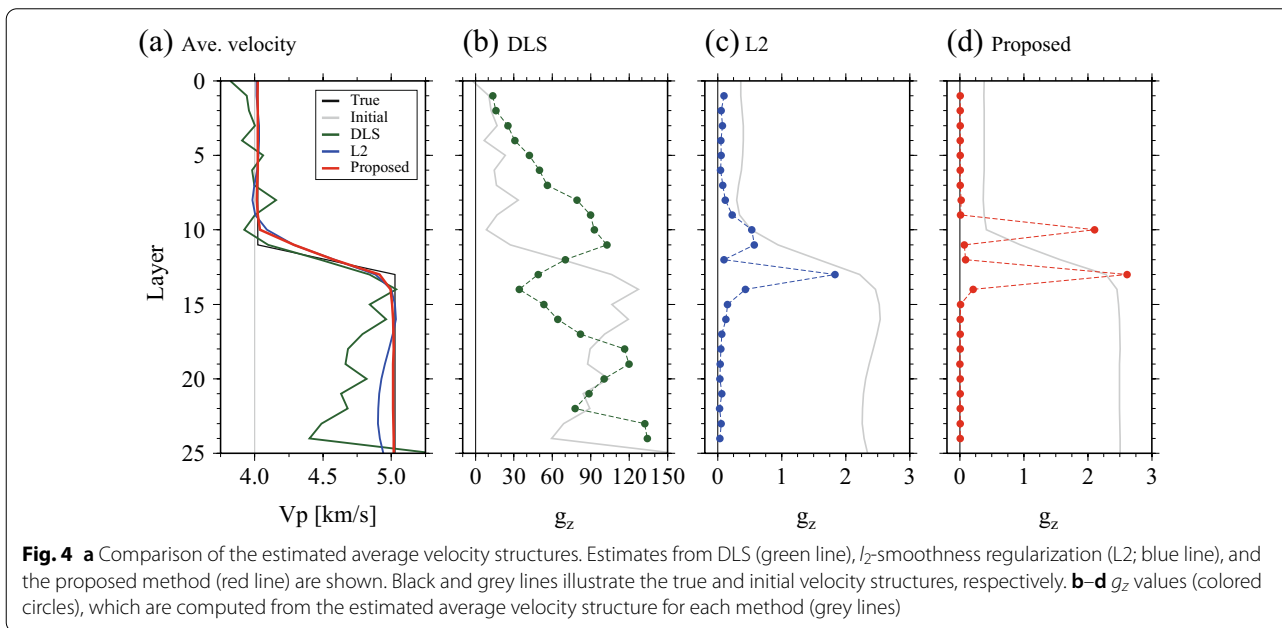 (a) Ave. velocity
(b) DLS
(c) L2
(d) Proposed
0
5
10
15
20
25
Layer
True
Initial
DLS
L2
Proposed
4.0 4.5 5.0
Vp [km/s]
0 30 60 90 120 150
g_z
0 1 2 3
g_z
0 1 2 3
g_z
Fig. 4 a Comparison of the estimated average velocity structures. Estimates from DLS (green line), l2-smoothness regularization (L2; blue line), and
the proposed method (red line) are shown. Black and grey lines illustrate the true and initial velocity structures, respectively. b–d g_z values (colored
circles), which are computed from the estimated average velocity structure for each method (grey lines)